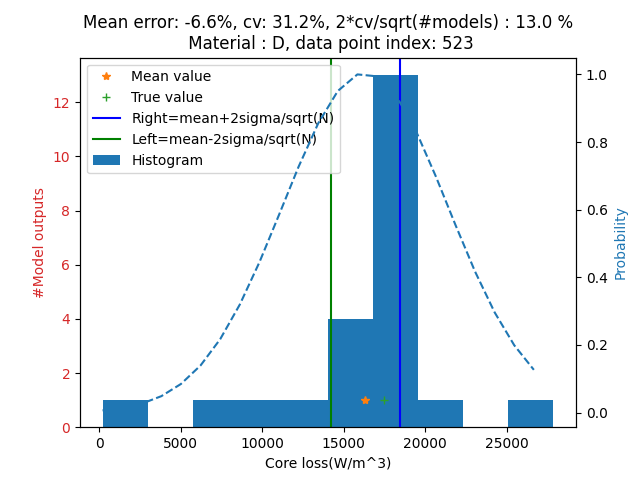 Mean error: -6.6%, cv: 31.2%, 2*cv/sqrt(#models) : 13.0 %
Material : D, data point index: 523
Mean value
True value
Right=mean+2sigma/sqrt(N)
Left=mean-2sigma/sqrt(N)
Histogram
#Model outputs
12
10
8
6
4
2
0
1.0
0.8
0.6
0.4
0.2
0.0
Probability
0 5000 10000 15000 20000 25000
Core loss(W/m^3)